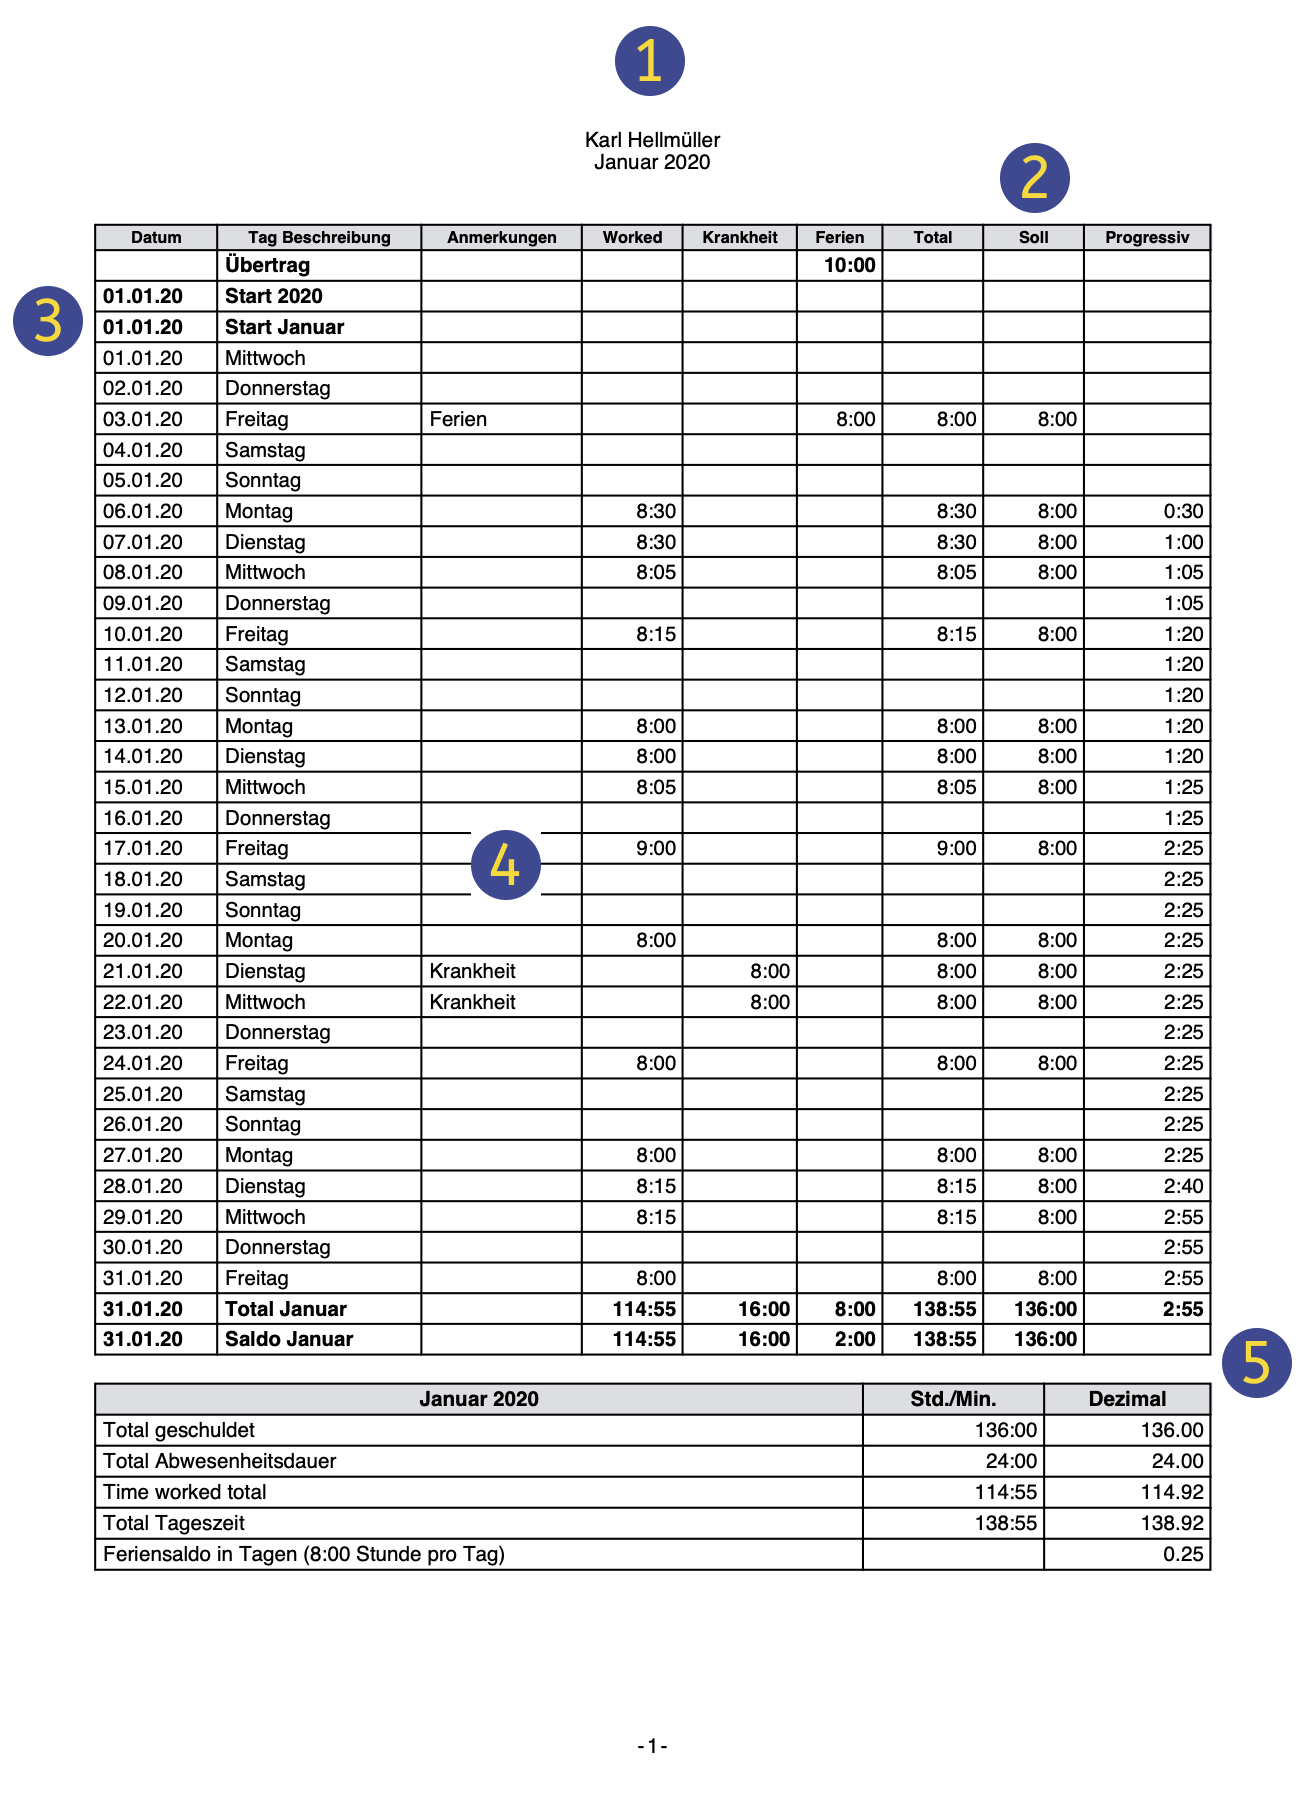 1
Karl Hellmüller
Januar 2020
2
Datum Tag Beschreibung Anmerkungen Worked Krankheit Ferien Total Soll Progressiv
Übertrag 10:00
01.01.20 Start 2020
3
01.01.20 Start Januar
01.01.20 Mittwoch
02.01.20 Donnerstag
03.01.20 Freitag Ferien 8:00 8:00 8:00
04.01.20 Samstag
05.01.20 Sonntag
06.01.20 Montag 8:30 8:30 8:00 0:30
07.01.20 Dienstag 8:30 8:30 8:00 1:00
08.01.20 Mittwoch 8:05 8:05 8:00 1:05
09.01.20 Donnerstag 1:05
10.01.20 Freitag 8:15 8:15 8:00 1:20
11.01.20 Samstag 1:20
12.01.20 Sonntag 1:20
13.01.20 Montag 8:00 8:00 8:00 1:20
14.01.20 Dienstag 8:00 8:00 8:00 1:20
15.01.20 Mittwoch 8:05 8:05 8:00 1:25
16.01.20 Donnerstag 1:25
17.01.20 Freitag 9:00 9:00 8:00 2:25
4
18.01.20 Samstag 2:25
19.01.20 Sonntag 2:25
20.01.20 Montag 8:00 8:00 8:00 2:25
21.01.20 Dienstag Krankheit 8:00 8:00 8:00 2:25
22.01.20 Mittwoch Krankheit 8:00 8:00 8:00 2:25
23.01.20 Donnerstag 2:25
24.01.20 Freitag 8:00 8:00 8:00 2:25
25.01.20 Samstag 2:25
26.01.20 Sonntag 2:25
27.01.20 Montag 8:00 8:00 8:00 2:25
28.01.20 Dienstag 8:15 8:15 8:00 2:40
29.01.20 Mittwoch 8:15 8:15 8:00 2:55
30.01.20 Donnerstag 2:55
31.01.20 Freitag 8:00 8:00 8:00 2:55
31.01.20 Total Januar 114:55 16:00 8:00 138:55 136:00 2:55
31.01.20 Saldo Januar 114:55 16:00 2:00 138:55 136:00
5
Januar 2020 Std./Min. Dezimal
Total geschuldet 136:00 136.00
Total Abwesenheitsdauer 24:00 24.00
Time worked total 114:55 114.92
Total Tageszeit 138:55 138.92
Feriensaldo in Tagen (8:00 Stunde pro Tag) 0.25
-1-